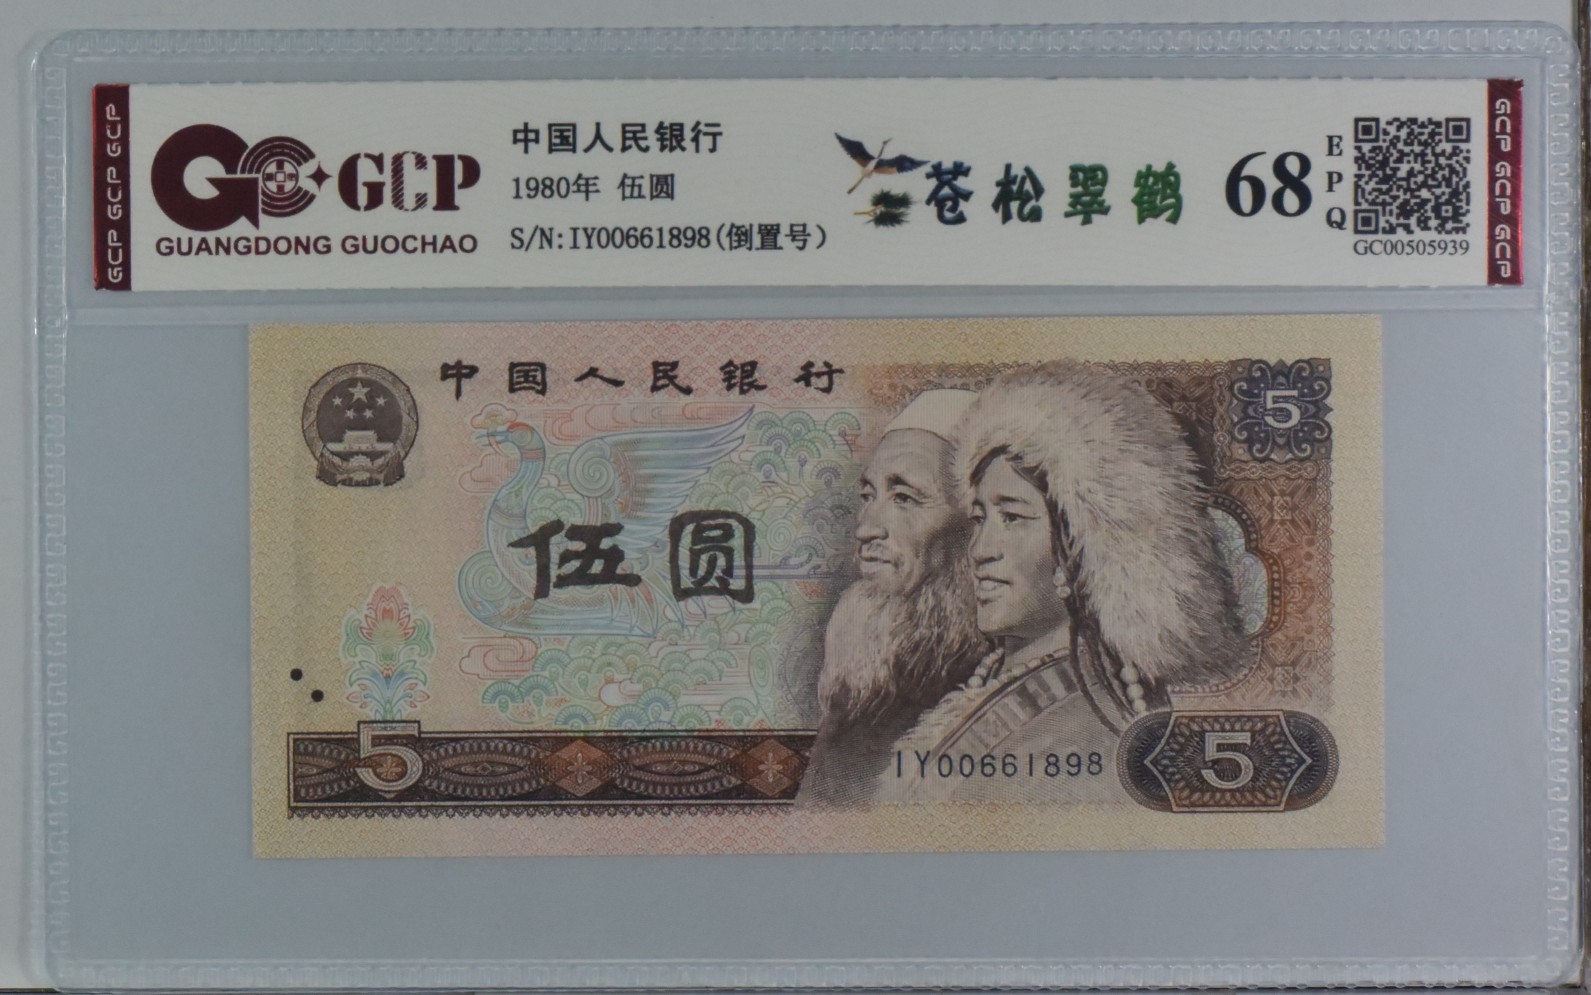 GCP GCP GCP
GCP
GUANGDONG GUOCHAO
中国人民银行
1980年 伍圆
S/N:IY00661898(倒置号)
苍松翠鹤
68
EPQ
GC00505939
GCP GCP GCP
中国人民银行
5
伍圆
5
IY00661898
5